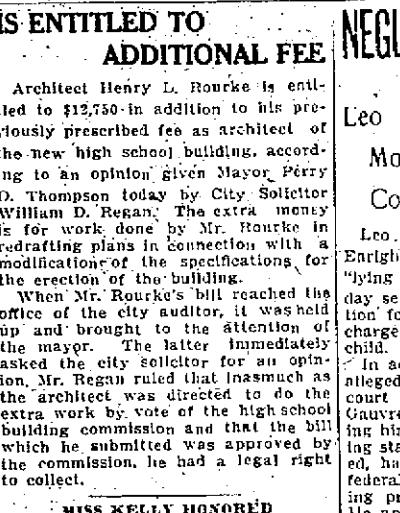 IS ENTITLED TO
ADDITIONAL FEE
Architect Henry L. Rourke is enti-
led to $12,750 in addition to his pre-
iously prescribed fee as architect of
the new high school building, accord-
ng to an opinion given Mayor Perry
D. Thompson today by City Solicitor
William D. Regan. The extra money
is for work done by Mr. Rourke in
redrafting plans in connection with a
modification of the specifications for
the erection of the building.
When Mr. Rourke's bill reached the
office of the city auditor, it was held
up and brought to the attention of
the mayor. The latter immediately
asked the city solicitor for an opin-
ion. Mr. Regan ruled that inasmuch as
the architect was directed to do the
extra work by vote of the high school
building commission and that the bill
which he submitted was approved by
the commission, he had a legal right
to collect.
MISS KELLY HONORED
NEGL
Leo
Mo
Co
Leo
Enrigh
"lying
day se
tion fo
charge
child.
In a
alleged
court
Gauvre
ing hi
ing sta
ed, ha
federal
ing pr